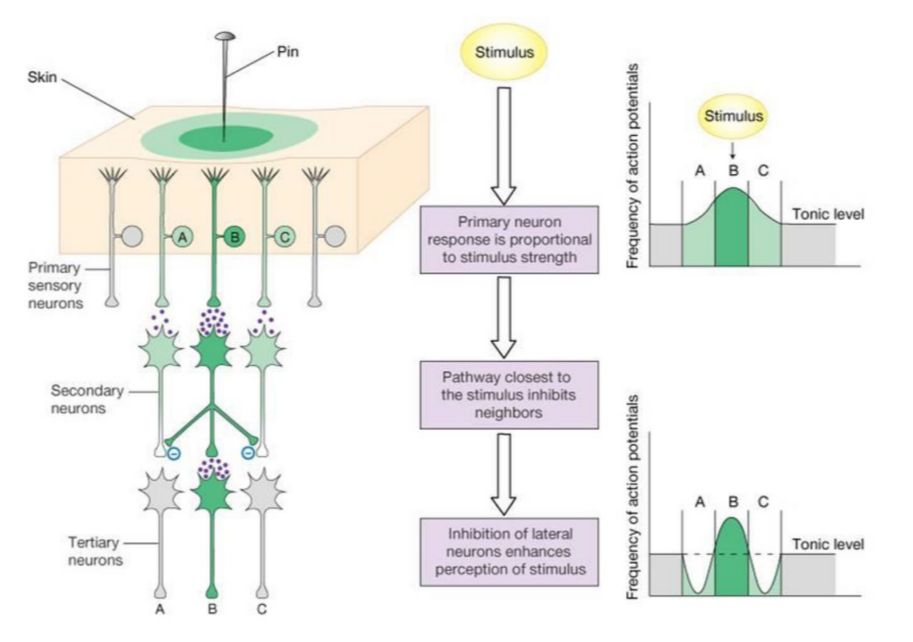 Pin
Skin
A
B
C
Primary
sensory
neurons
Secondary
neurons
Tertiary
neurons
A
B
C
Stimulus
Primary neuron
response is proportional
to stimulus strength
Pathway closest to
the stimulus inhibits
neighbors
Inhibition of lateral
neurons enhances
perception of stimulus
Frequency of action potentials
Stimulus
A
B
C
Tonic level
Frequency of action potentials
A
B
C
Tonic level